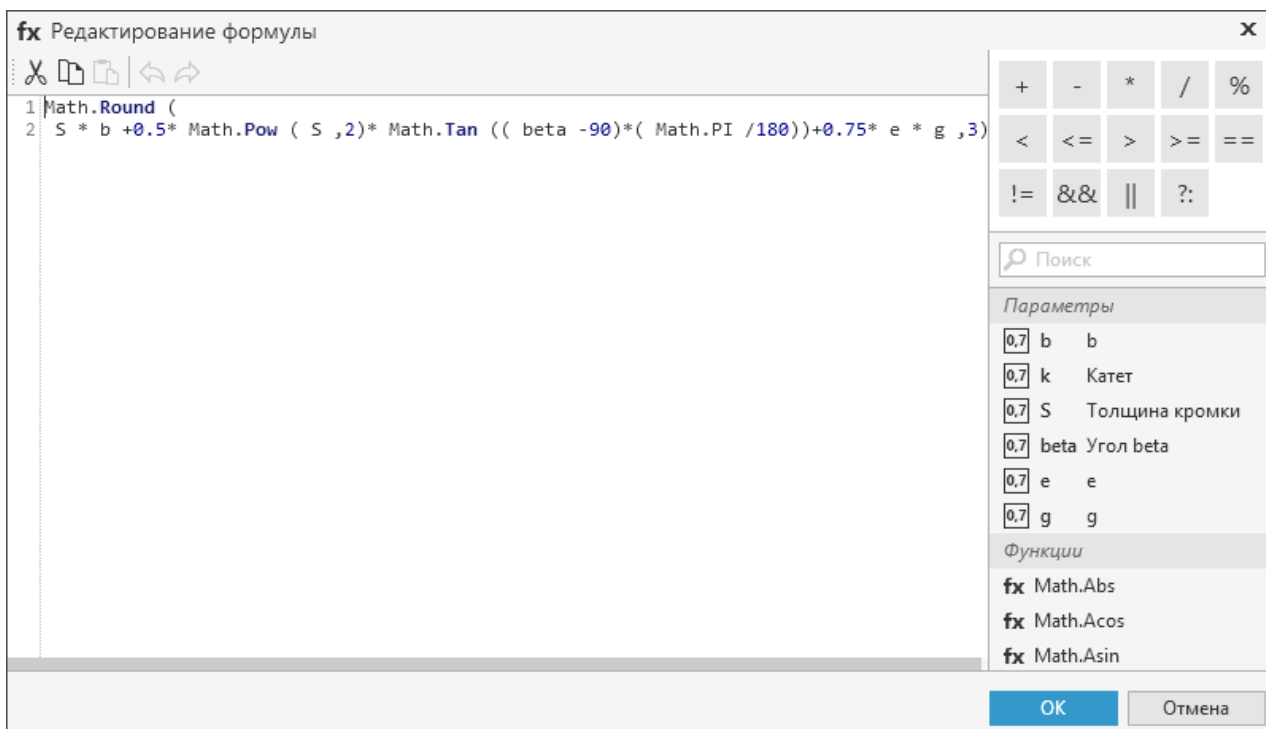 fx Редактирование формулы x
1 Math.Round (
2 S * b +0.5* Math.Pow ( S ,2)* Math.Tan (( beta -90)*( Math.PI /180))+0.75* e * g ,3)
+ - * / %
< <= > >= ==
!= && || ?:
Поиск
Параметры
0,7 b b
0,7 k Катет
0,7 S Толщина кромки
0,7 beta Угол beta
0,7 e e
0,7 g g
Функции
fx Math.Abs
fx Math.Acos
fx Math.Asin
OK Отмена